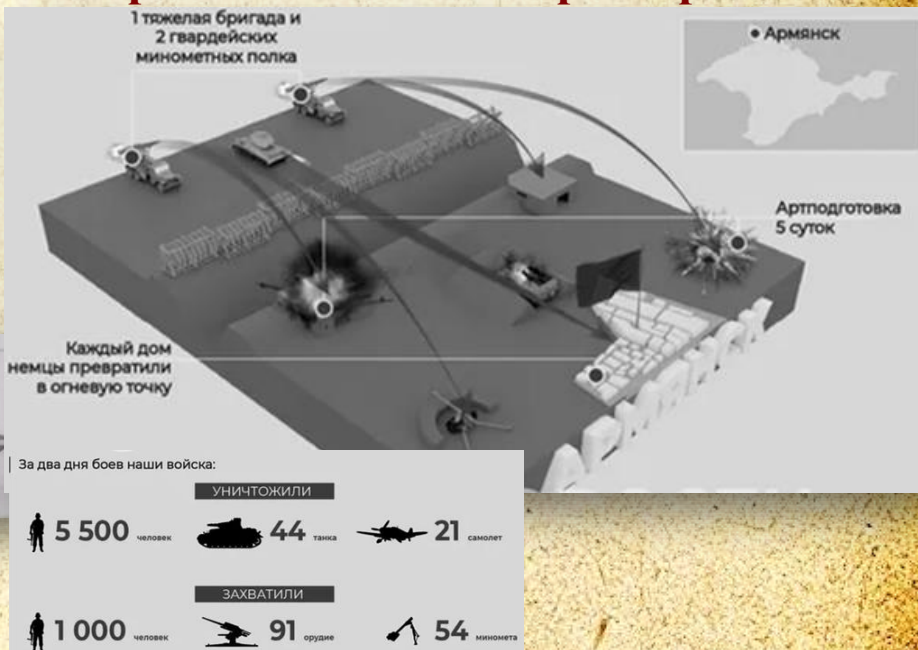 1 тяжелая бригада и
2 гвардейских
минометных полка
Армянск
Артподготовка
5 суток
Каждый дом
немцы превратили
в огневую точку
АРМЯНСК
За два дня боев наши войска:
УНИЧТОЖИЛИ
5 500 человек 44 танка 21 самолет
ЗАХВАТИЛИ
1 000 человек 91 орудие 54 миномета